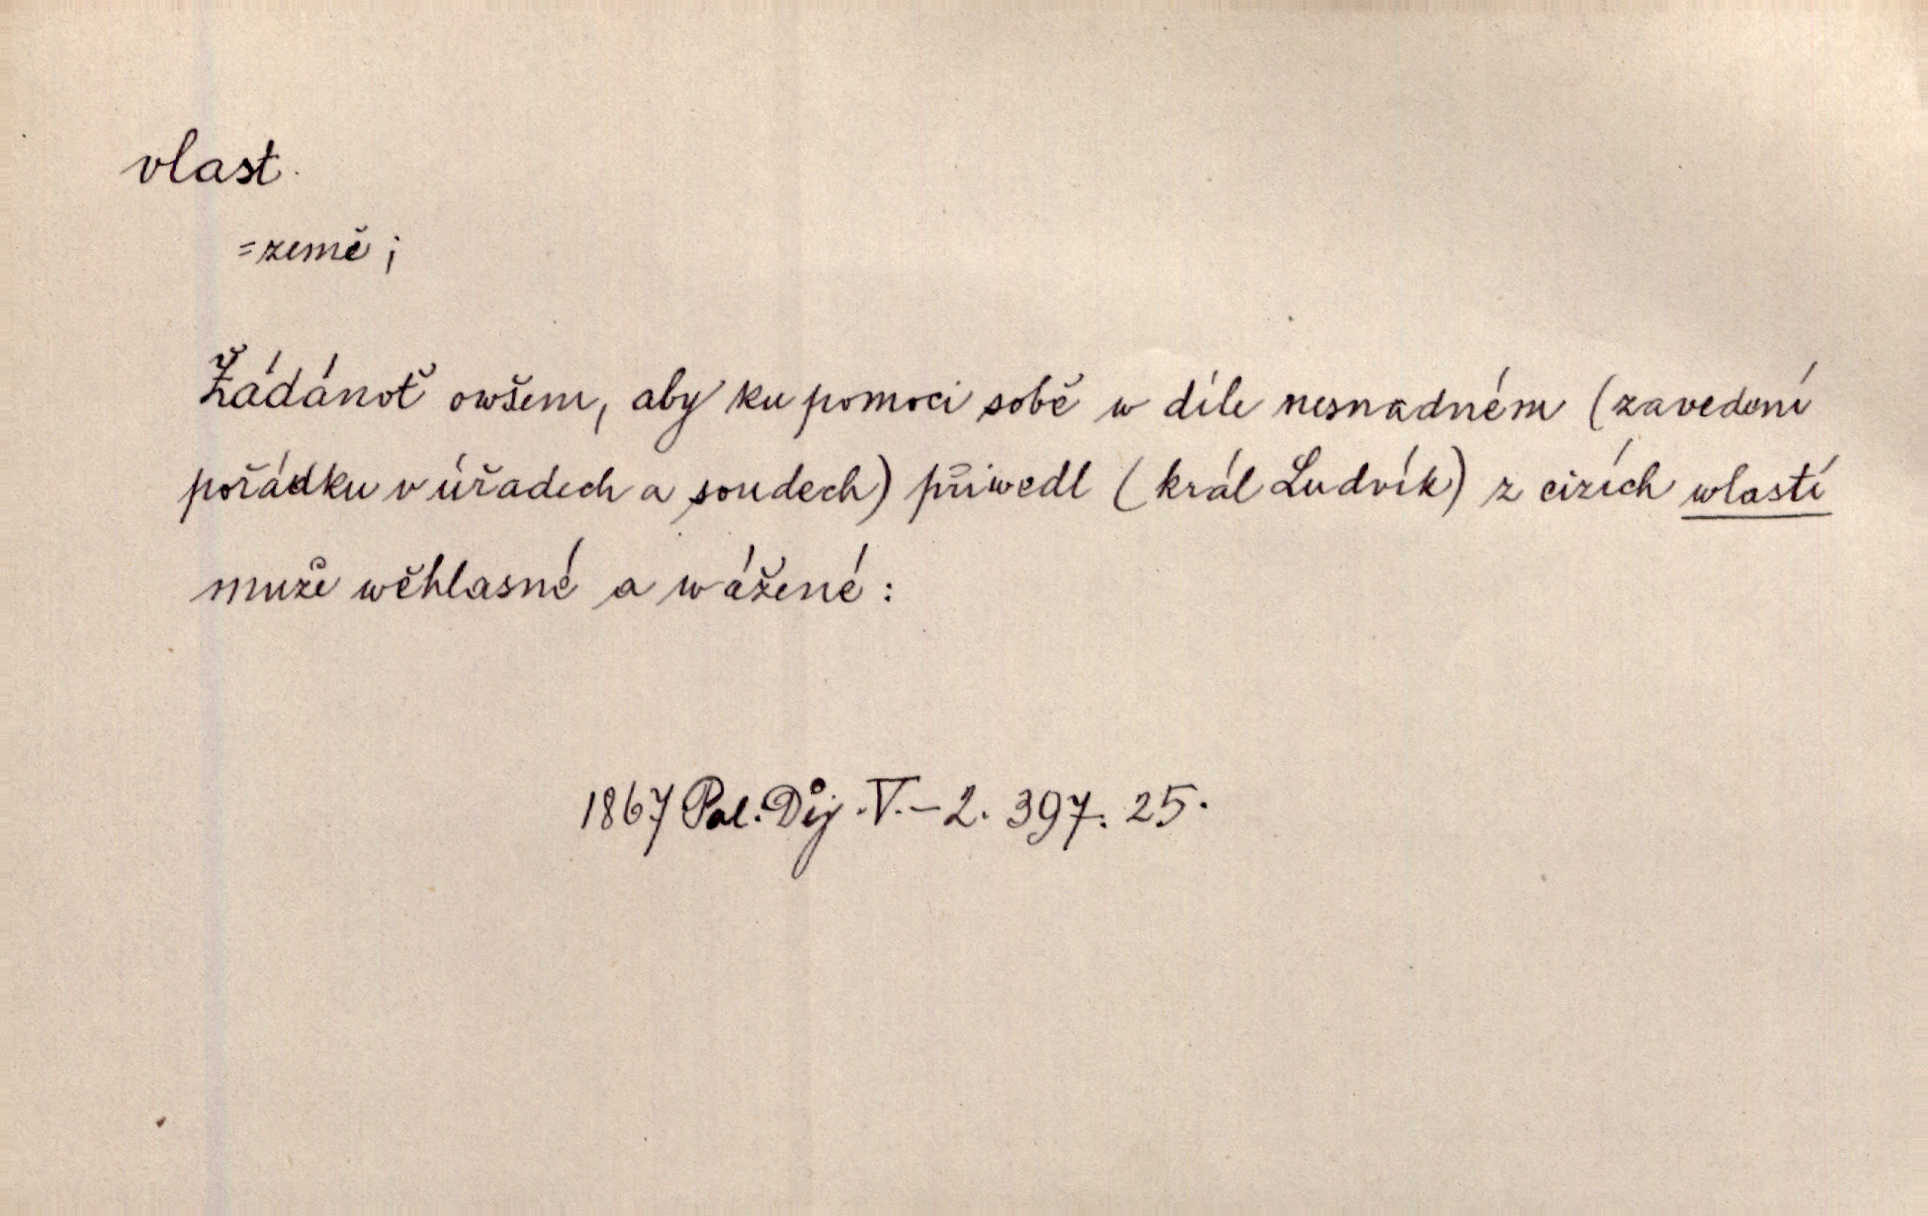 vlast.
= země;
Žádánoť owšem, aby ku pomoci sobě w díle nesnadném (zavedení
pořádku v úřadech a soudech) přiwedl (král Ludvík) z cizích wlastí
muže wěhlasné a wážené:
1867 Pal. Děj. V.–2. 397. 25.